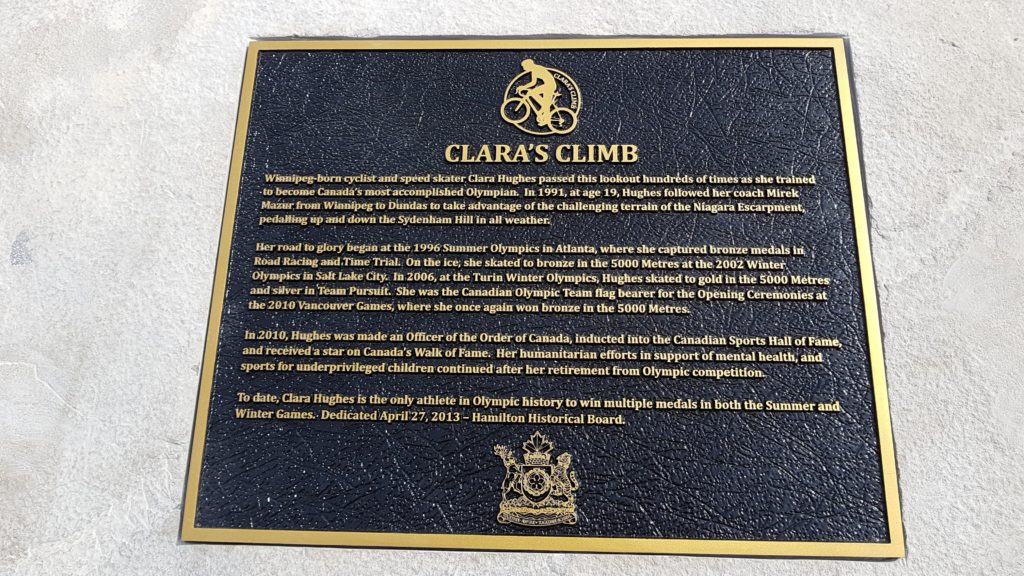 CLARA'S CLIMB
CLARA'S CLIMB
Winnipeg-born cyclist and speed skater Clara Hughes passed this lookout hundreds of times as she trained
to become Canada's most accomplished Olympian. In 1991, at age 19, Hughes followed her coach Mirek
Mazur from Winnipeg to Dundas to take advantage of the challenging terrain of the Niagara Escarpment,
pedalling up and down the Sydenham Hill in all weather.
Her road to glory began at the 1996 Summer Olympics in Atlanta, where she captured bronze medals in
Road Racing and Time Trial. On the ice, she skated to bronze in the 5000 Metres at the 2002 Winter
Olympics in Salt Lake City. In 2006, at the Turin Winter Olympics, Hughes skated to gold in the 5000 Metres
and silver in Team Pursuit. She was the Canadian Olympic Team flag bearer for the Opening Ceremonies at
the 2010 Vancouver Games, where she once again won bronze in the 5000 Metres.
In 2010, Hughes was made an Officer of the Order of Canada, inducted into the Canadian Sports Hall of Fame,
and received a star on Canada's Walk of Fame. Her humanitarian efforts in support of mental health, and
sports for underprivileged children continued after her retirement from Olympic competition.
To date, Clara Hughes is the only athlete in Olympic history to win multiple medals in both the Summer and
Winter Games. Dedicated April 27, 2013 – Hamilton Historical Board.